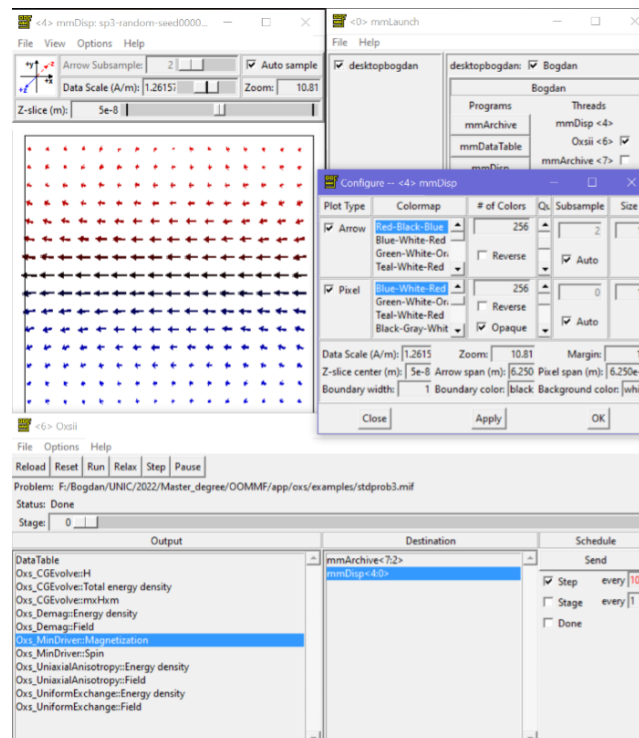 <4> mmDisp: sp3-random-seed0000...
File View Options Help
+y +z +x +Z
Arrow Subsample: 2 Auto sample
Data Scale (A/m): 1.2615 Zoom: 10.81
Z-slice (m): 5e-8
<0> mmLaunch
File Help
desktopbogdan
desktopbogdan: Bogdan
Bogdan
Programs Threads
mmArchive mmDisp <4>
mmDataTable Oxsii <6>
mmDisp mmArchive <7>
Configure -- <4> mmDisp
Plot Type Colormap # of Colors Qu Subsample Size
Arrow Red-Black-Blue 256 2
Blue-White-Red
Green-White-Ora Reverse
Teal-White-Red Auto
Pixel Blue-White-Red 256 0
Green-White-Ora Reverse
Teal-White-Red Auto
Black-Gray-Whit Opaque
Data Scale (A/m): 1.2615 Zoom: 10.81 Margin:
Z-slice center (m): 5e-8 Arrow span (m): 6.250 Pixel span (m): 6.250e-
Boundary width: 1 Boundary color: black Background color: whi
Close Apply OK
<6> Oxsii
File Options Help
Reload Reset Run Relax Step Pause
Problem: F:/Bogdan/UNIC/2022/Master_degree/OOMMF/app/oxs/examples/stdprob3.mif
Status: Done
Stage: 0
Output Destination Schedule
DataTable
Oxs_CGEvolve::H
Oxs_CGEvolve::Total energy density
Oxs_CGEvolve::mxHxm
Oxs_Demag::Energy density
Oxs_Demag::Field
Oxs_MinDriver::Magnetization
Oxs_MinDriver::Spin
Oxs_UniaxialAnisotropy::Energy density
Oxs_UniaxialAnisotropy::Field
Oxs_UniformExchange::Energy density
Oxs_UniformExchange::Field
mmArchive<7:2>
mmDisp<4:0>
Send
Step every 10
Stage every 1
Done